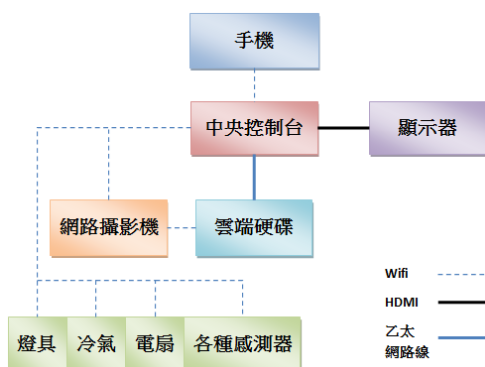 手機
中央控制台
顯示器
網路攝影機
雲端硬碟
Wifi
HDMI
乙太
網路線
燈具
冷氣
電扇
各種感測器